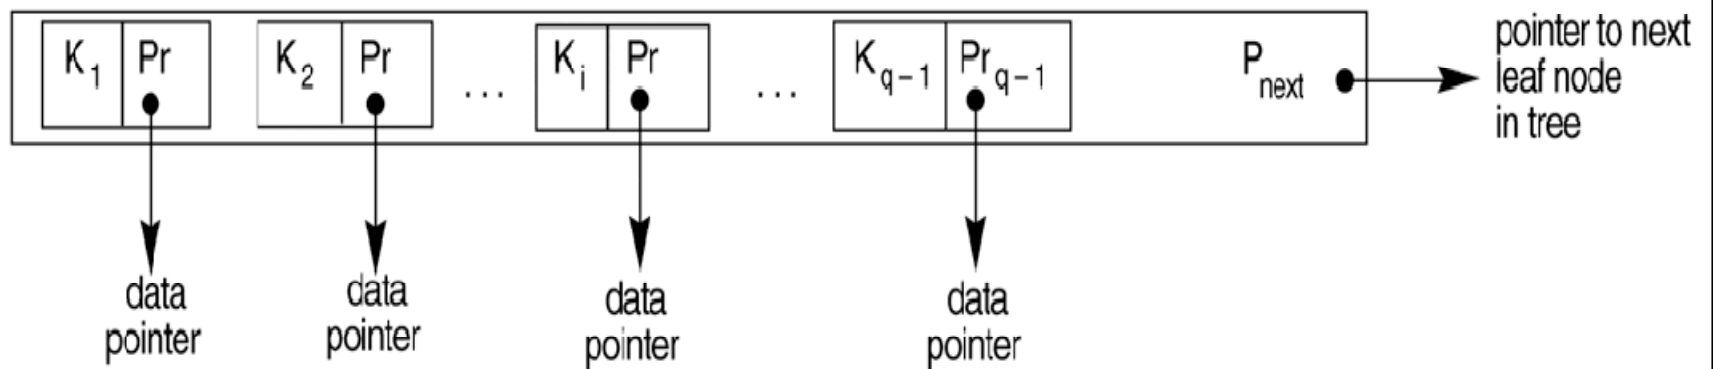 K1 Pr K2 Pr ... Ki Pr ... Kq-1 Prq-1 Pnext
pointer to next
leaf node
in tree
data
pointer
data
pointer
data
pointer
data
pointer